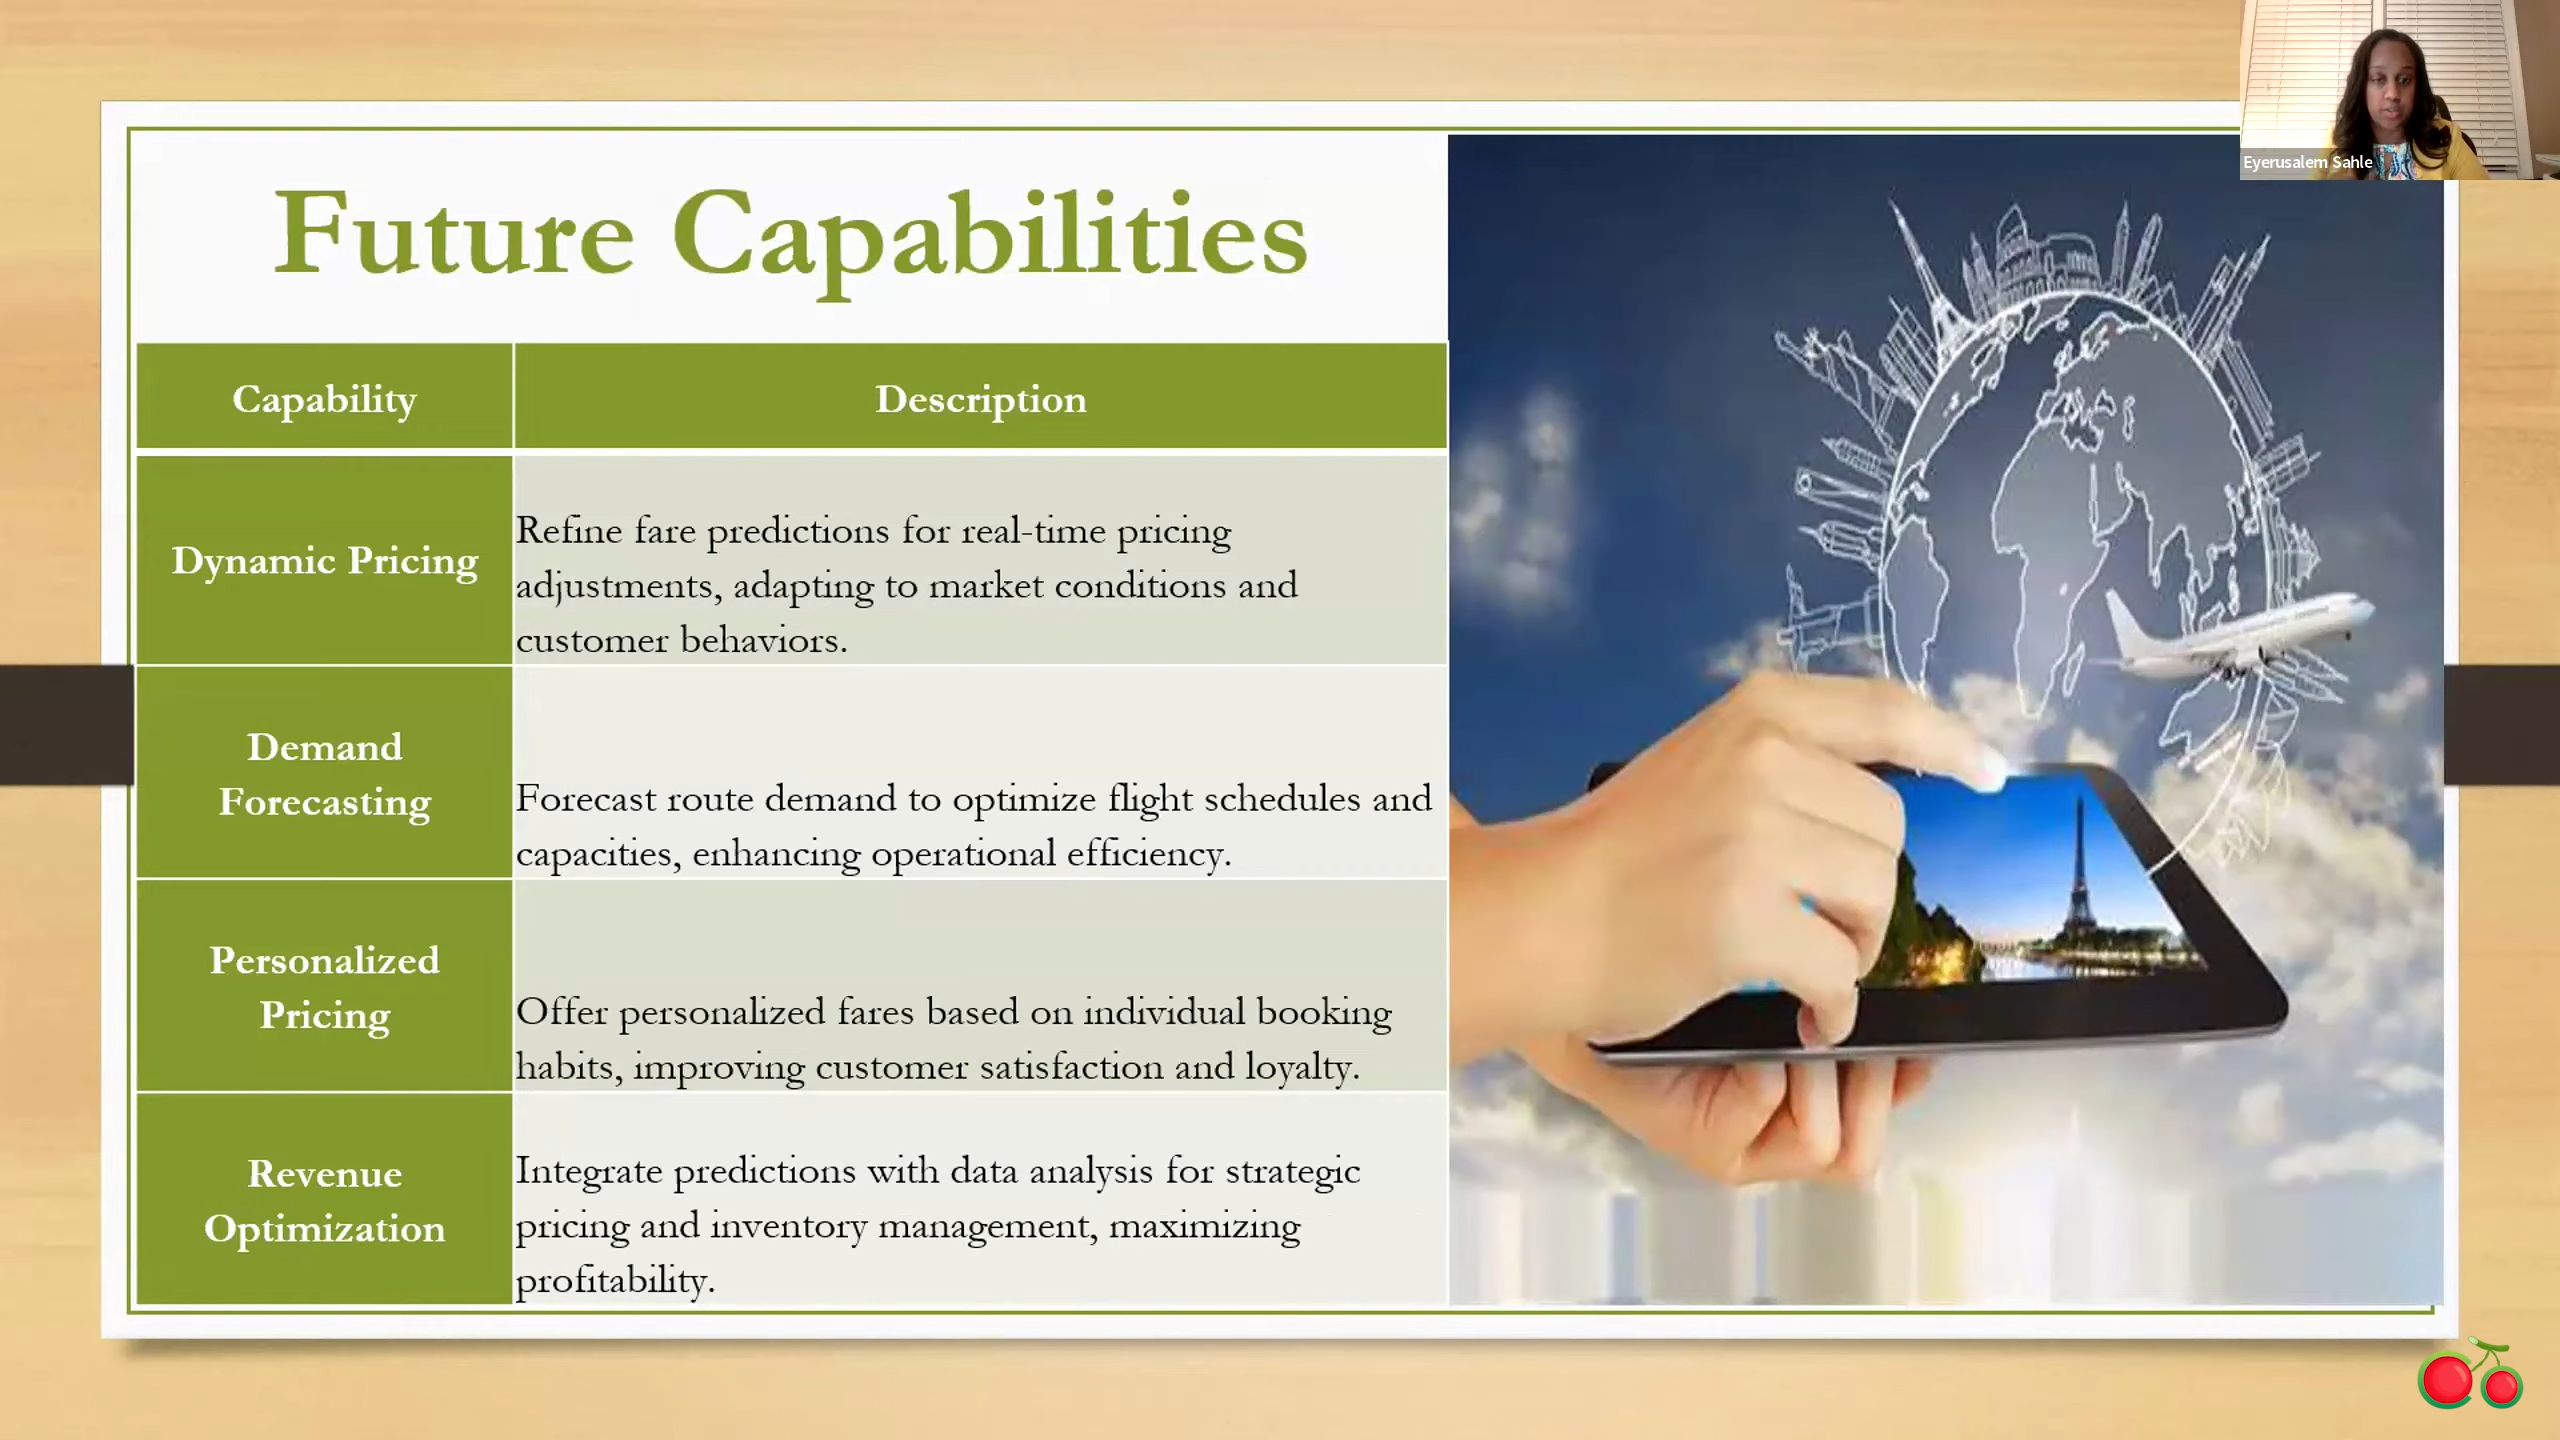 Eyerusalem Sahle
Future Capabilities
Capability
Description
Dynamic Pricing
Refine fare predictions for real-time pricing
adjustments, adapting to market conditions and
customer behaviors.
Demand
Forecasting
Forecast route demand to optimize flight schedules and
capacities, enhancing operational efficiency.
Personalized
Pricing
Offer personalized fares based on individual booking
habits, improving customer satisfaction and loyalty.
Revenue
Optimization
Integrate predictions with data analysis for strategic
pricing and inventory management, maximizing
profitability.